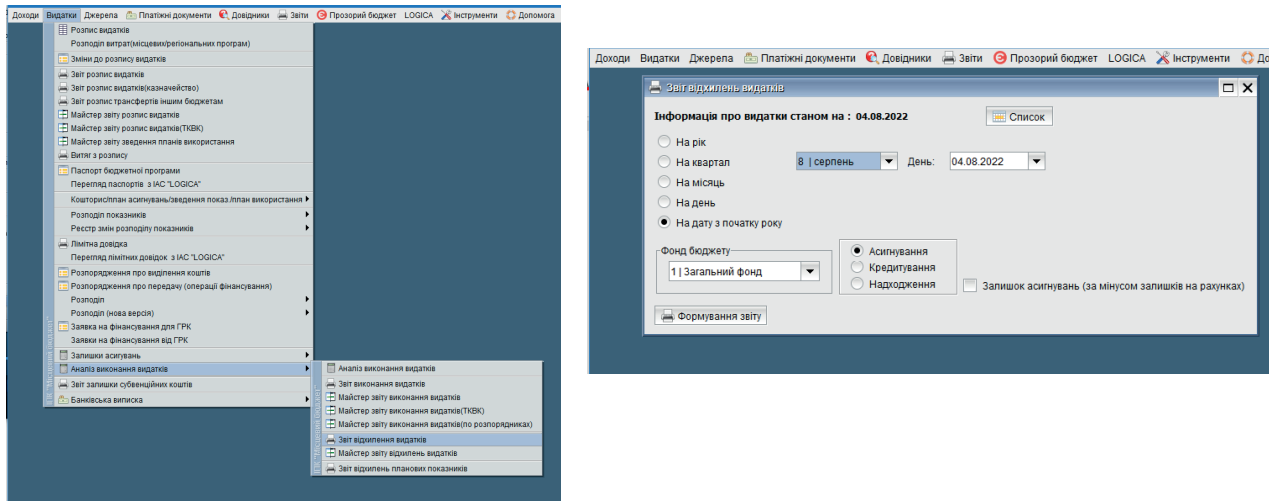 Доходи Видатки Джерела Платіжні документи Довідники Звіти Прозорий бюджет LOGICA Інструменти Допомога
Розпис видатків
Розподіл витрат(місцевих/регіональних програм)
Зміни до розпису видатків
Звіт розпис видатків
Звіт розпис видатків(казначейство)
Звіт розпис трансфертів іншим бюджетам
Майстер звіту розпис видатків
Майстер звіту розпис видатків(ТКВК)
Майстер звіту зведення планів використання
Витяг з розпису
Паспорт бюджетної програми
Перегляд паспортів з ІАС "LOGICA"
Кошторис/план асигнувань/зведення показ./план використання
Розподіл показників
Реєстр змін розподілу показників
Лімітна довідка
Перегляд лімітних довідок з ІАС "LOGICA"
Розпорядження про виділення коштів
Розпорядження про передачу (операції фінансування)
Розподіл
Розподіл (нова версія)
Заявка на фінансування для ГРК
Заявки на фінансування від ГРК
Залишки асигувань
Аналіз виконання видатків
Звіт залишки субвенційних коштів
Банківська виписка
Аналіз виконання видатків
Звіт виконання видатків
Майстер звіту виконання видатків
Майстер звіту виконання видатків(ТКВК)
Майстер звіту виконання видатків(по розпорядниках)
Звіт відхилення видатків
Майстер звіту відхилень видатків
Звіт відхилень планових показників
Доходи Видатки Джерела Платіжні документи Довідники Звіти Прозорий бюджет LOGICA Інструменти До
Звіт відхилень видатків
Інформація про видатки станом на : 04.08.2022 Список
На рік
На квартал 8 | серпень День: 04.08.2022
На місяць
На день
На дату з початку року
Фонд бюджету
1 | Загальний фонд
Асигнування
Кредитування
Надходження
Залишок асигнувань (за мінусом залишків на рахунках)
Формування звіту